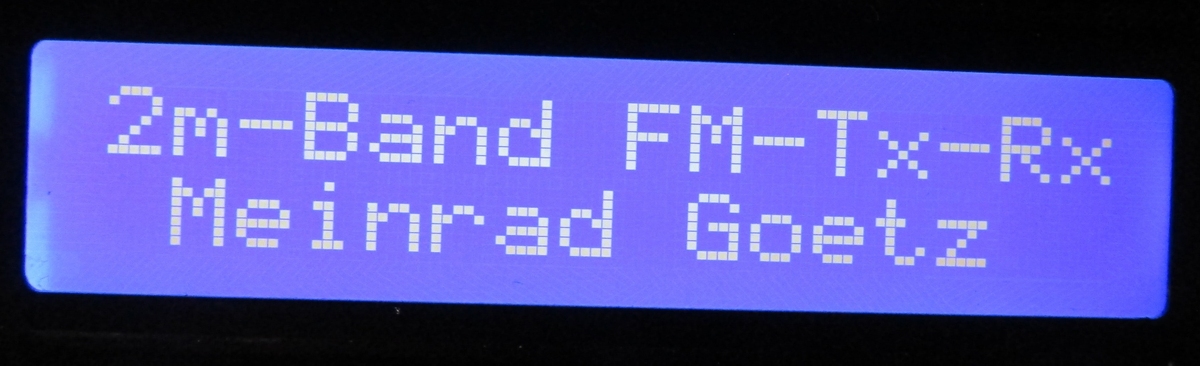 2m-Band FM-Tx-Rx
Meinrad Goetz